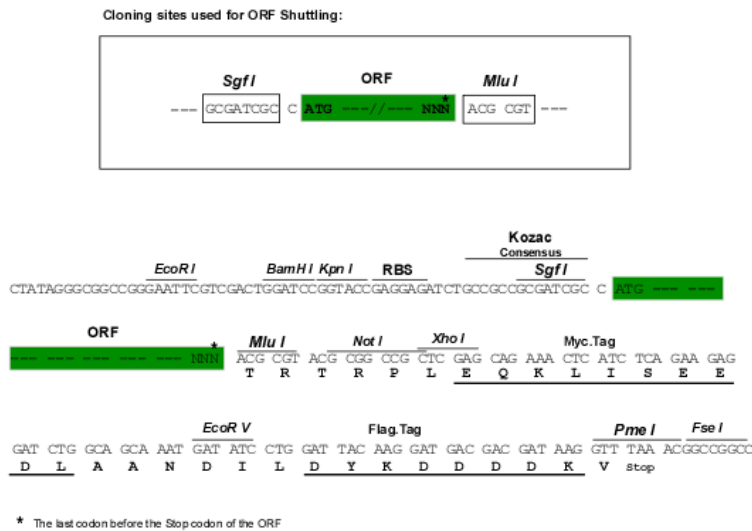 Cloning sites used for ORF Shuttling:
Sgf I ORF Mlu I
--- GCGATCGC C ATG ---//--- NNN* ACG CGT ---
Kozac
Consensus
EcoR I BamH I Kpn I RBS Sgf I
CTATAGGGCGGCCGGGAATTCGTCGACTGGATCCGGTACCGAGGAGATCTGCCGCCGCGATCGC C ATG --- ---
ORF Mlu I Not I Xho I Myc.Tag
--- --- --- --- --- --- NNN* ACG CGT ACG CGG CCG CTC GAG CAG AAA CTC ATC TCA GAA GAG
T R T R P L E Q K L I S E E
EcoR V Flag.Tag Pme I Fse I
GAT CTG GCA GCA AAT GAT ATC CTG GAT TAC AAG GAT GAC GAC GAT AAG GTT TAA ACGGCCGGCC
D L A A N D I L D Y K D D D D K V Stop
* The last codon before the Stop codon of the ORF